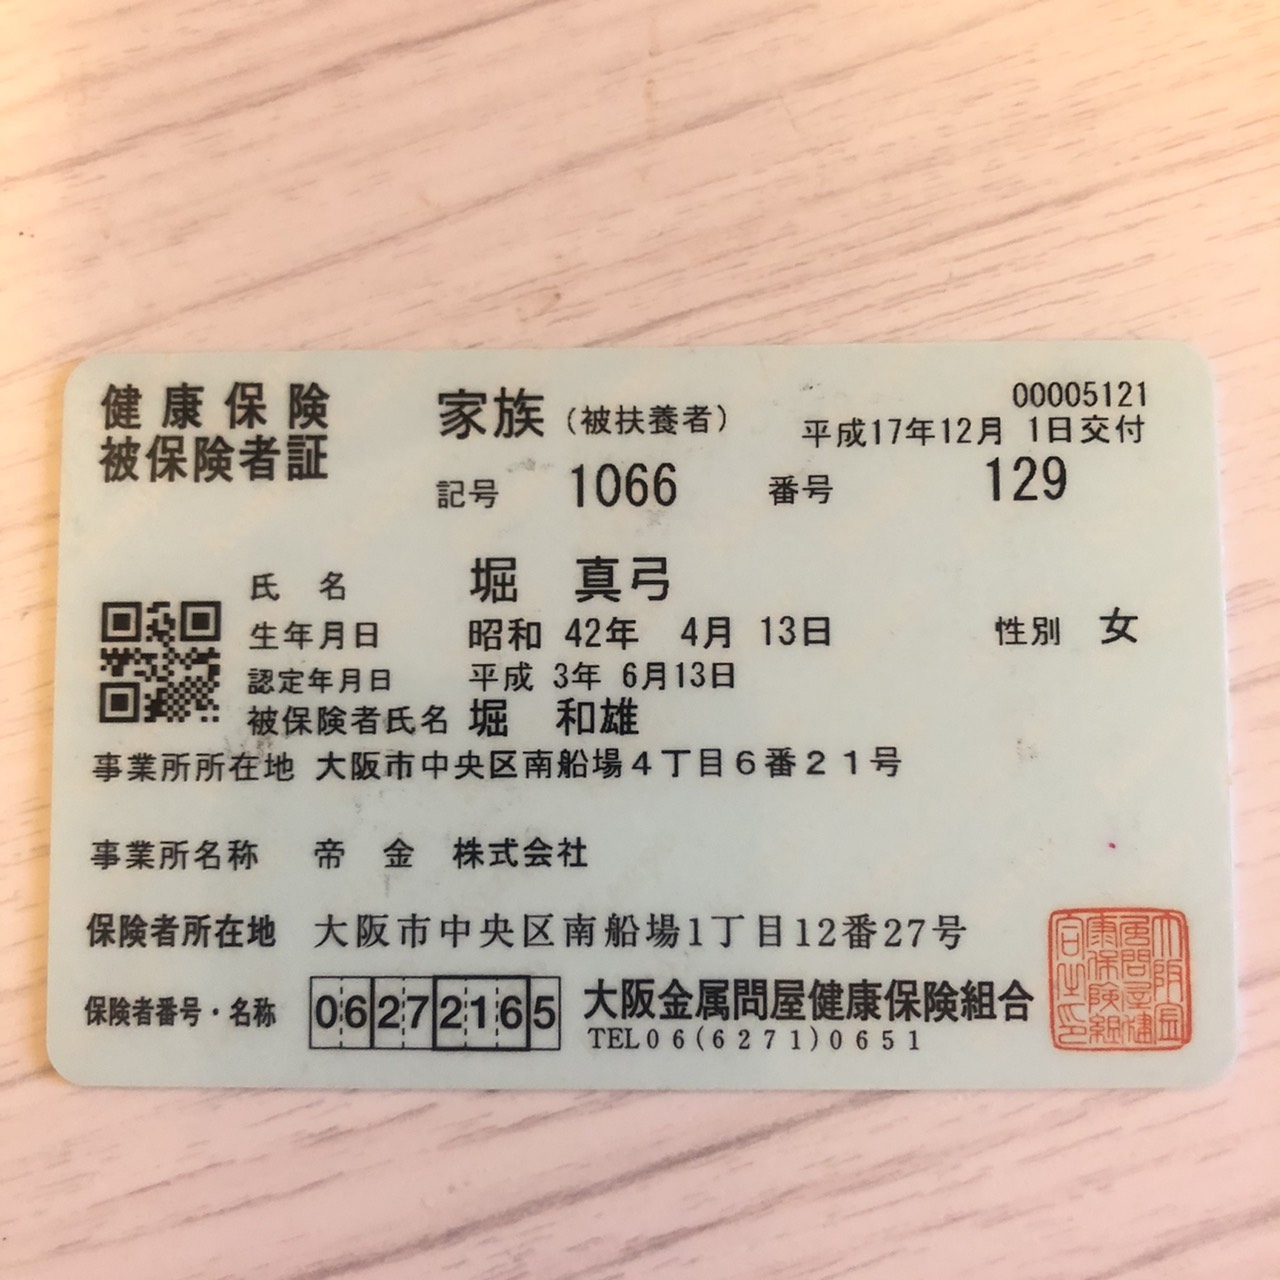 健康保険
被保険者証
家族（被扶養者）
00005121
平成17年12月 1日交付
記号 1066 番号 129
氏 名 堀 真弓
生年月日 昭和 42年 4月 13日 性別 女
認定年月日 平成 3年 6月13日
被保険者氏名 堀 和雄
事業所所在地 大阪市中央区南船場４丁目６番２１号
事業所名称 帝 金 株式会社
保険者所在地 大阪市中央区南船場1丁目12番27号
保険者番号・名称 06272165 大阪金属問屋健康保険組合
TEL０６(６２７１)０６５１